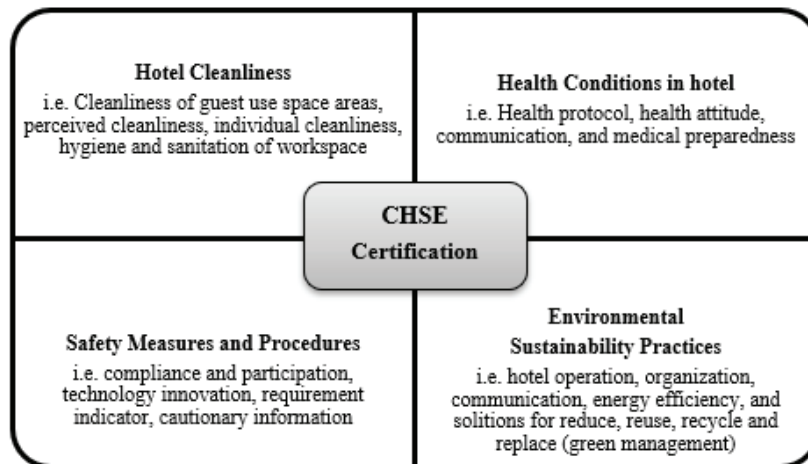 Hotel Cleanliness
i.e. Cleanliness of guest use space areas,
perceived cleanliness, individual cleanliness,
hygiene and sanitation of workspace
Health Conditions in hotel
i.e. Health protocol, health attitude,
communication, and medical preparedness
CHSE
Certification
Safety Measures and Procedures
i.e. compliance and participation,
technology innovation, requirement
indicator, cautionary information
Environmental
Sustainability Practices
i.e. hotel operation, organization,
communication, energy efficiency, and
solitions for reduce, reuse, recycle and
replace (green management)